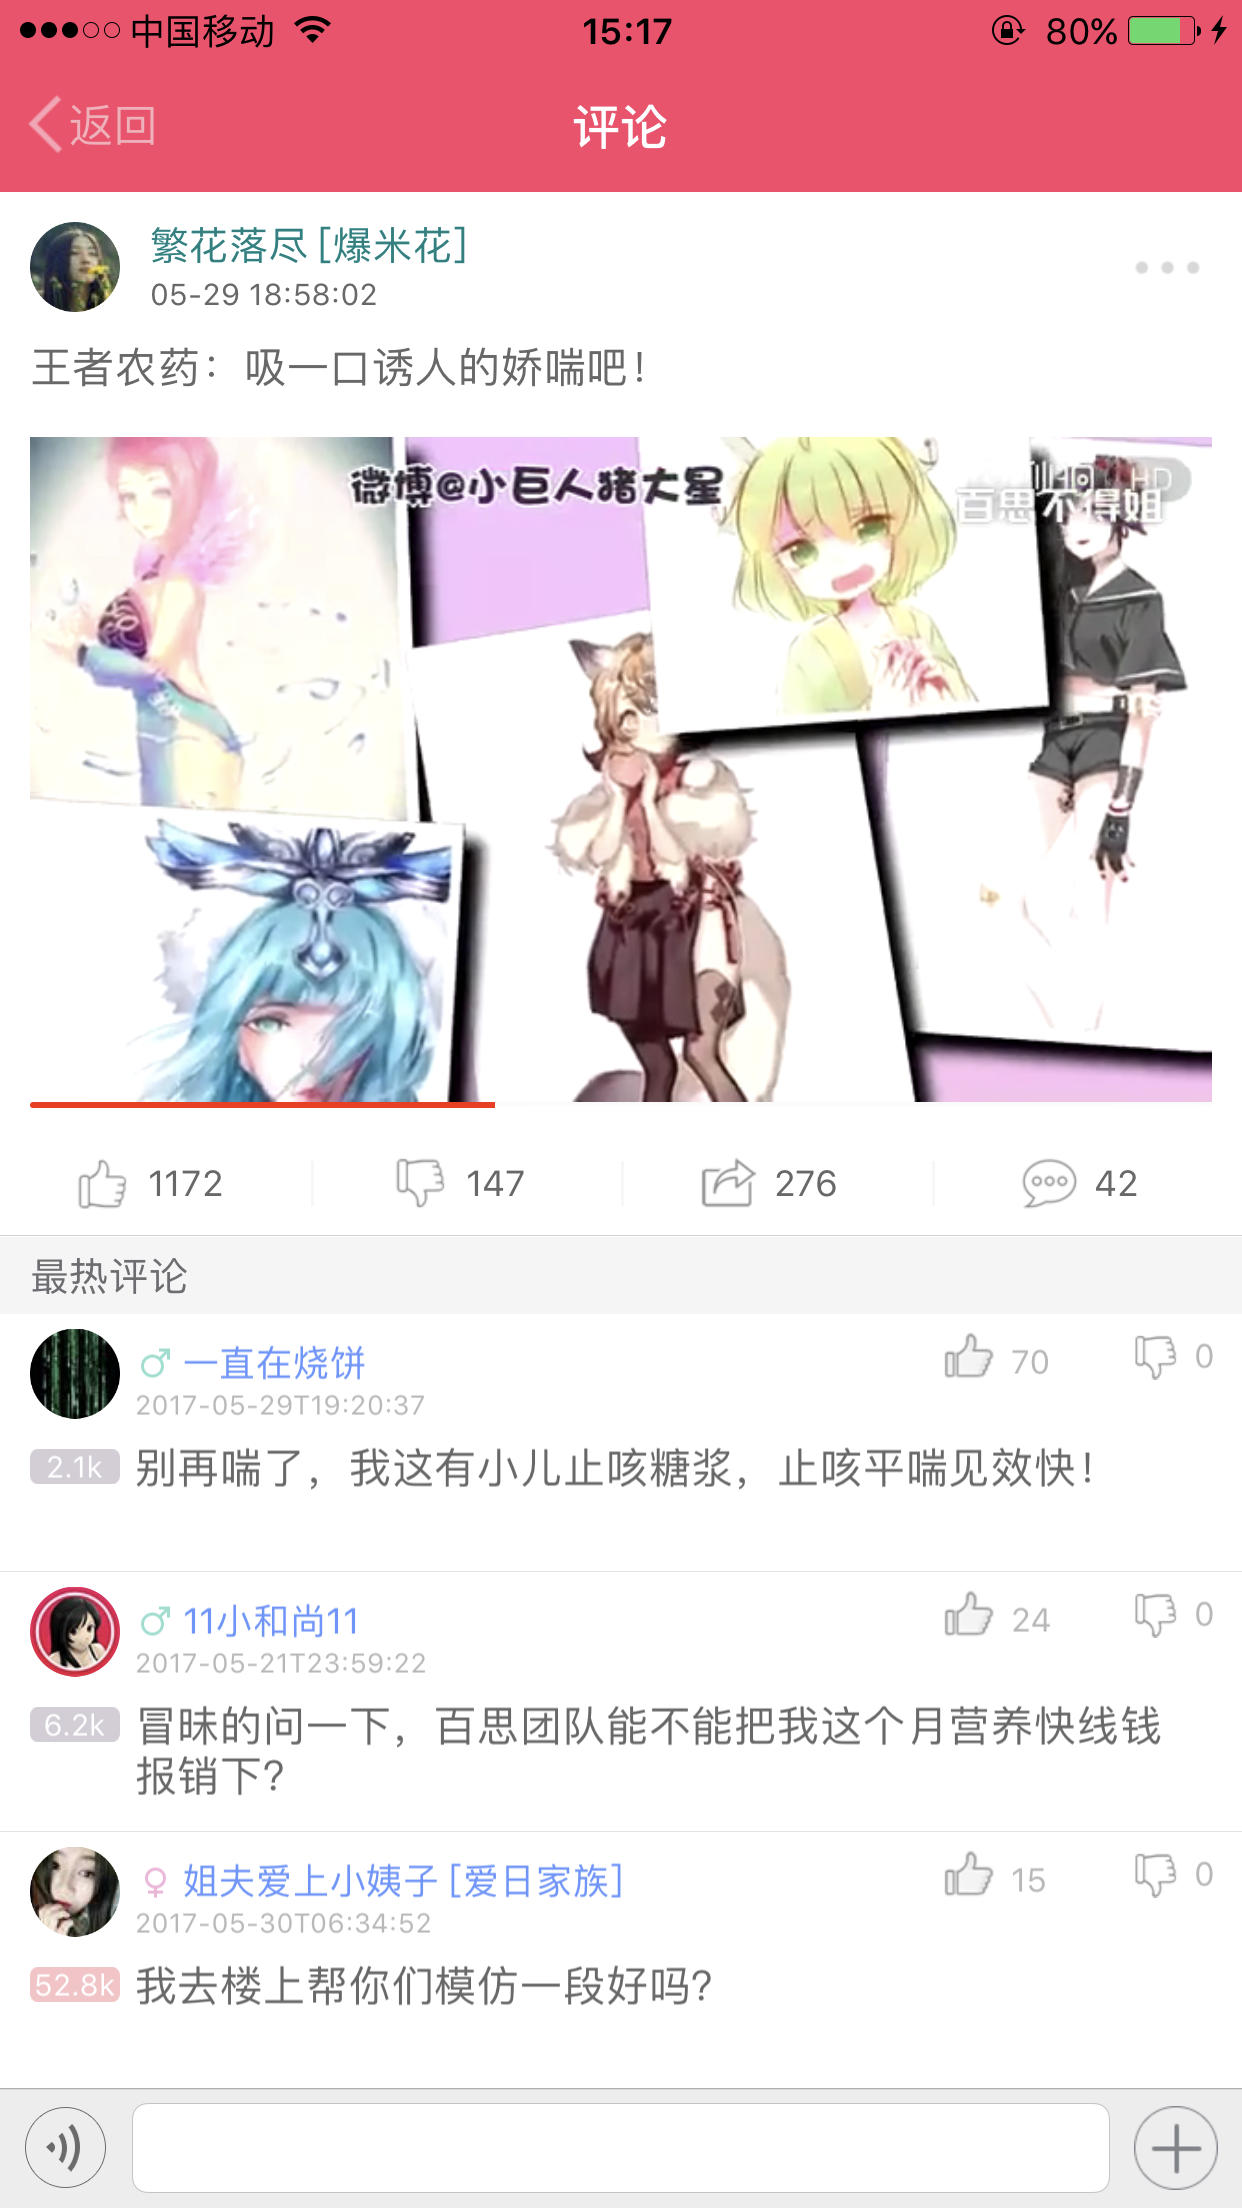 中国移动
15:17
80%
返回
评论
繁花落尽[爆米花]
05-29 18:58:02
王者农药：吸一口诱人的娇喘吧！
微博@小巨人猪大星
HD
百思不得姐
1172
147
276
42
最热评论
一直在烧饼
70
0
2017-05-29T19:20:37
2.1k
别再喘了，我这有小儿止咳糖浆，止咳平喘见效快！
11小和尚11
24
0
2017-05-21T23:59:22
6.2k
冒昧的问一下，百思团队能不能把我这个月营养快线钱
报销下？
姐夫爱上小姨子[爱日家族]
15
0
2017-05-30T06:34:52
52.8k
我去楼上帮你们模仿一段好吗？